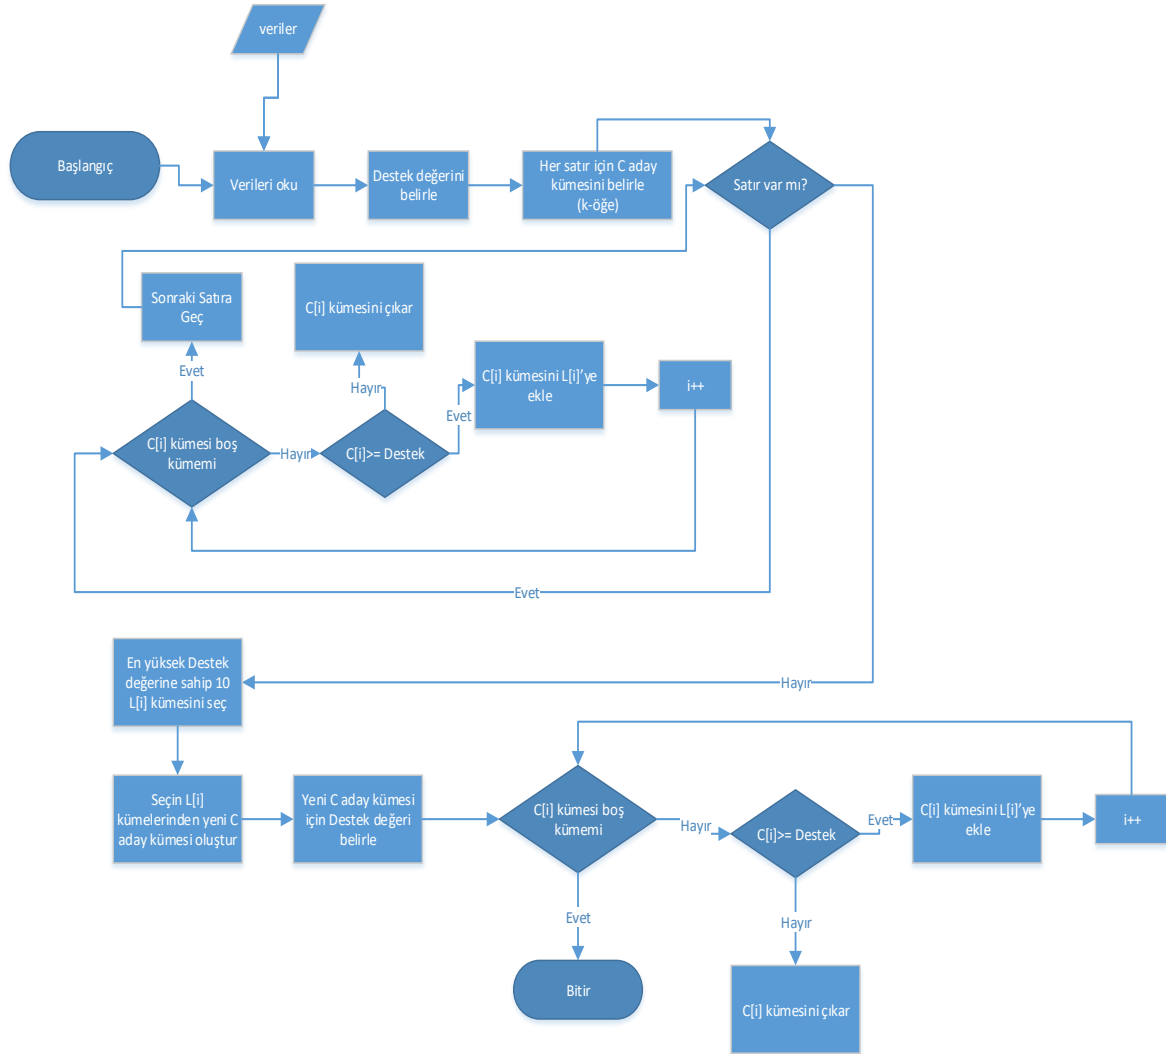 veriler
Başlangıç
Verileri oku
Destek değerini
belirle
Her satır için C aday
kümesini belirle
(k-öğe)
Satır var mı?
Sonraki Satıra
Geç
C[i] kümesini çıkar
Evet
Hayır
C[i] kümesini L[i]'ye
ekle
i++
Evet
C[i] kümesi boş
kümemi
Hayır
C[i]>= Destek
Evet
En yüksek Destek
değerine sahip 10
L[i] kümesini seç
Hayır
Seçin L[i]
kümelerinden yeni C
aday kümesi oluştur
Yeni C aday kümesi
için Destek değeri
belirle
C[i] kümesi boş
kümemi
Hayır
C[i]>= Destek
Evet
C[i] kümesini L[i]'ye
ekle
i++
Evet
Hayır
Bitir
C[i] kümesini çıkar